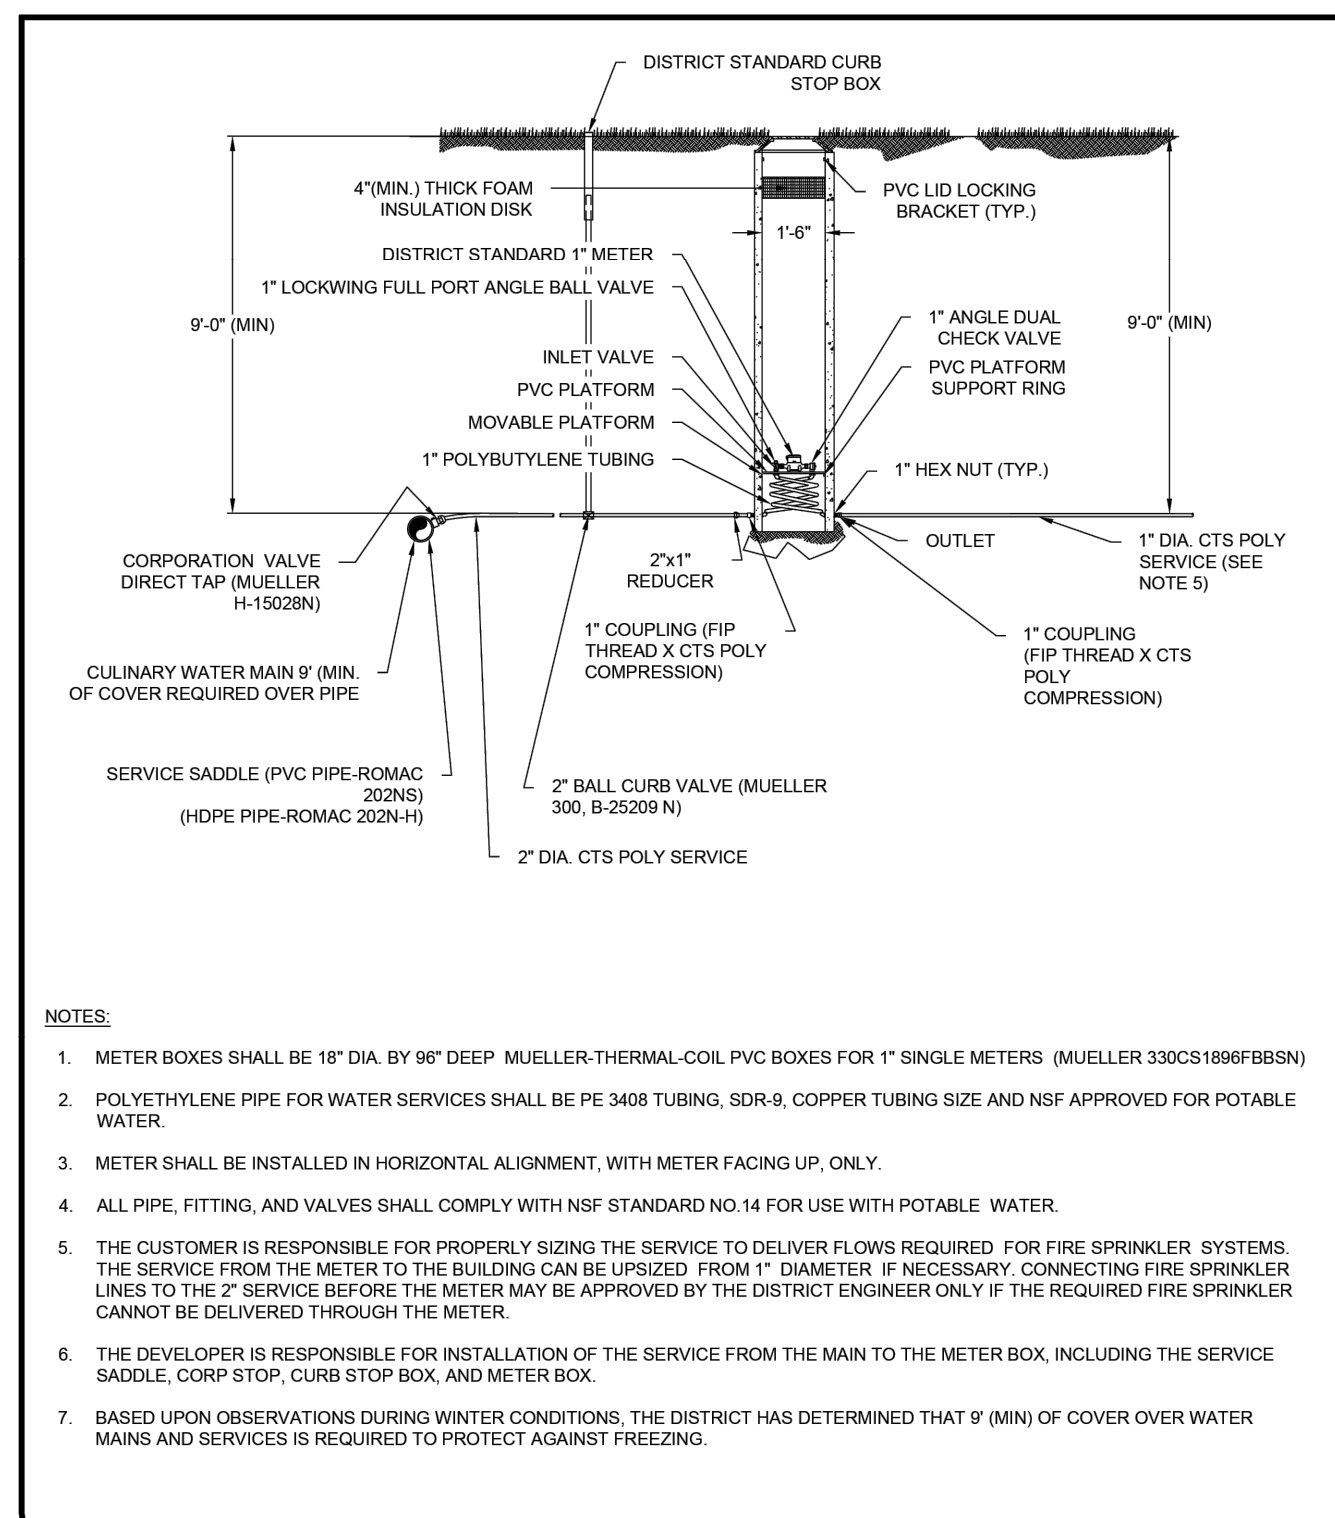 DISTRICT STANDARD CURB
STOP BOX
4"(MIN.) THICK FOAM
INSULATION DISK
PVC LID LOCKING
BRACKET (TYP.)
1'-6"
DISTRICT STANDARD 1" METER
1" LOCKWING FULL PORT ANGLE BALL VALVE
9'-0" (MIN)
1" ANGLE DUAL
CHECK VALVE
9'-0" (MIN)
INLET VALVE
PVC PLATFORM
SUPPORT RING
PVC PLATFORM
MOVABLE PLATFORM
1" POLYBUTYLENE TUBING
1" HEX NUT (TYP.)
OUTLET
1" DIA. CTS POLY
SERVICE (SEE
NOTE 5)
CORPORATION VALVE
DIRECT TAP (MUELLER
H-15028N)
2"x1"
REDUCER
1" COUPLING (FIP
THREAD X CTS POLY
COMPRESSION)
1" COUPLING
(FIP THREAD X CTS
POLY
COMPRESSION)
CULINARY WATER MAIN 9' (MIN.
OF COVER REQUIRED OVER PIPE
SERVICE SADDLE (PVC PIPE-ROMAC
202NS)
(HDPE PIPE-ROMAC 202N-H)
2" BALL CURB VALVE (MUELLER
300, B-25209 N)
2" DIA. CTS POLY SERVICE
NOTES:
1. METER BOXES SHALL BE 18" DIA. BY 96" DEEP MUELLER-THERMAL-COIL PVC BOXES FOR 1" SINGLE METERS (MUELLER 330CS1896FBBSN)
2. POLYETHYLENE PIPE FOR WATER SERVICES SHALL BE PE 3408 TUBING, SDR-9, COPPER TUBING SIZE AND NSF APPROVED FOR POTABLE
WATER.
3. METER SHALL BE INSTALLED IN HORIZONTAL ALIGNMENT, WITH METER FACING UP, ONLY.
4. ALL PIPE, FITTING, AND VALVES SHALL COMPLY WITH NSF STANDARD NO.14 FOR USE WITH POTABLE WATER.
5. THE CUSTOMER IS RESPONSIBLE FOR PROPERLY SIZING THE SERVICE TO DELIVER FLOWS REQUIRED FOR FIRE SPRINKLER SYSTEMS.
THE SERVICE FROM THE METER TO THE BUILDING CAN BE UPSIZED FROM 1" DIAMETER IF NECESSARY. CONNECTING FIRE SPRINKLER
LINES TO THE 2" SERVICE BEFORE THE METER MAY BE APPROVED BY THE DISTRICT ENGINEER ONLY IF THE REQUIRED FIRE SPRINKLER
CANNOT BE DELIVERED THROUGH THE METER.
6. THE DEVELOPER IS RESPONSIBLE FOR INSTALLATION OF THE SERVICE FROM THE MAIN TO THE METER BOX, INCLUDING THE SERVICE
SADDLE, CORP STOP, CURB STOP BOX, AND METER BOX.
7. BASED UPON OBSERVATIONS DURING WINTER CONDITIONS, THE DISTRICT HAS DETERMINED THAT 9' (MIN) OF COVER OVER WATER
MAINS AND SERVICES IS REQUIRED TO PROTECT AGAINST FREEZING.